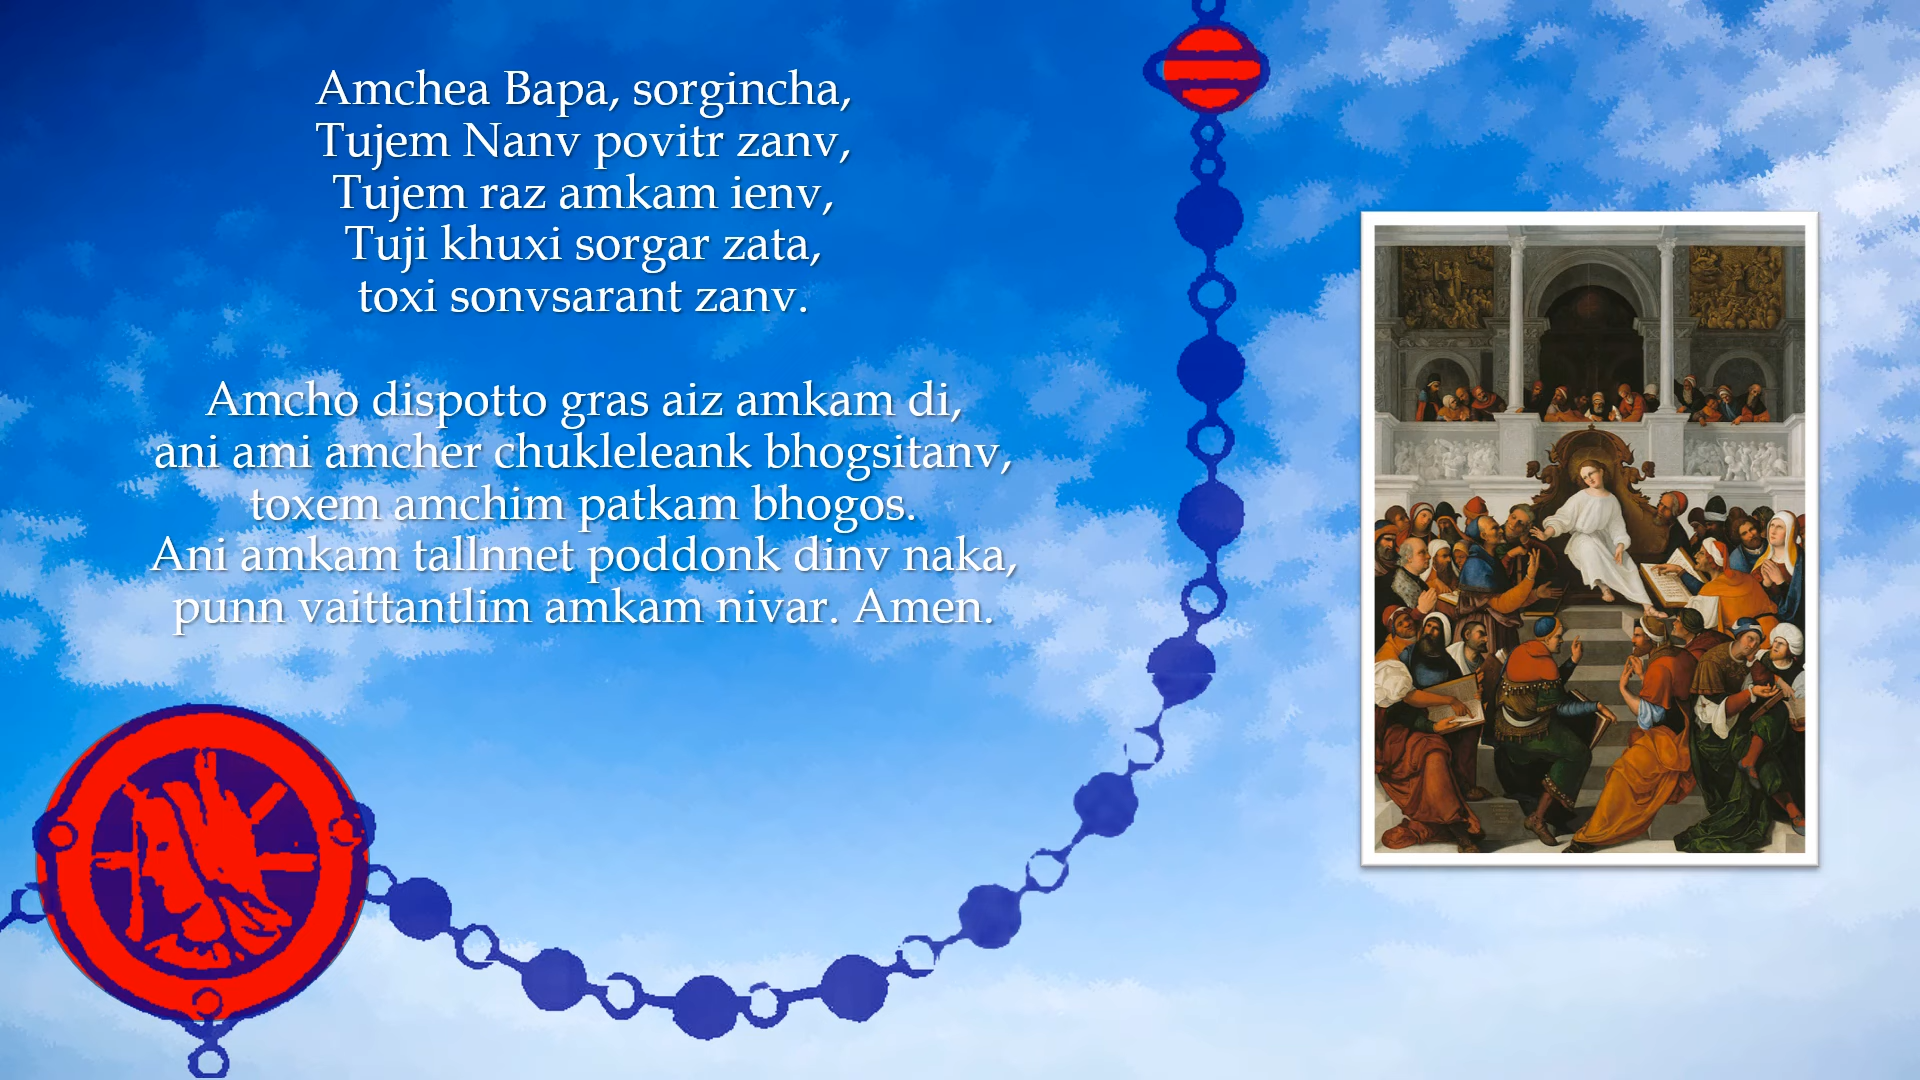 Amchea Bapa, sorgincha,
Tujem Nanv povitr zanv,
Tujem raz amkam ienv,
Tuji khuxi sorgar zata,
toxi sonvsarant zanv.
Amcho dispotto gras aiz amkam di,
ani ami amcher chukleleank bhogsitanv,
toxem amchim patkam bhogos.
Ani amkam tallnnet poddonk dinv naka,
punn vaittantlim amkam nivar. Amen.